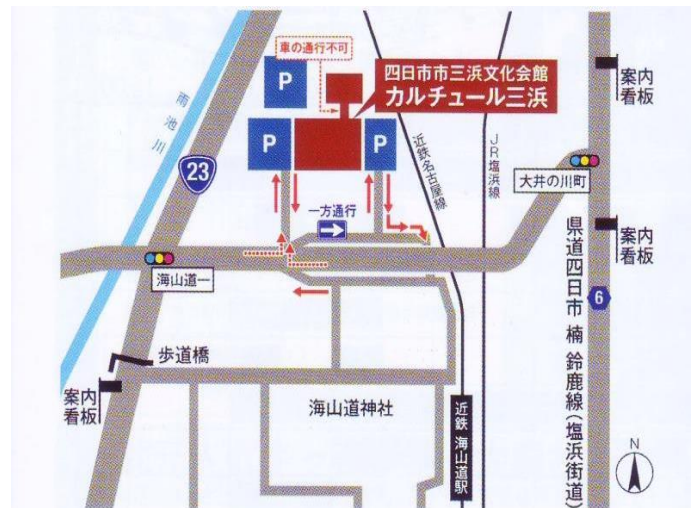 車の通行不可
P
四日市市三浜文化会館
カルチュール三浜
P
P
雨池川
23
一方通行
近鉄名古屋線
JR塩浜線
大井の川町
案内
看板
案内
看板
県道四日市 楠 鈴鹿線(塩浜街道)
6
海山道一
歩道橋
案内
看板
海山道神社
近鉄 海山道駅
N